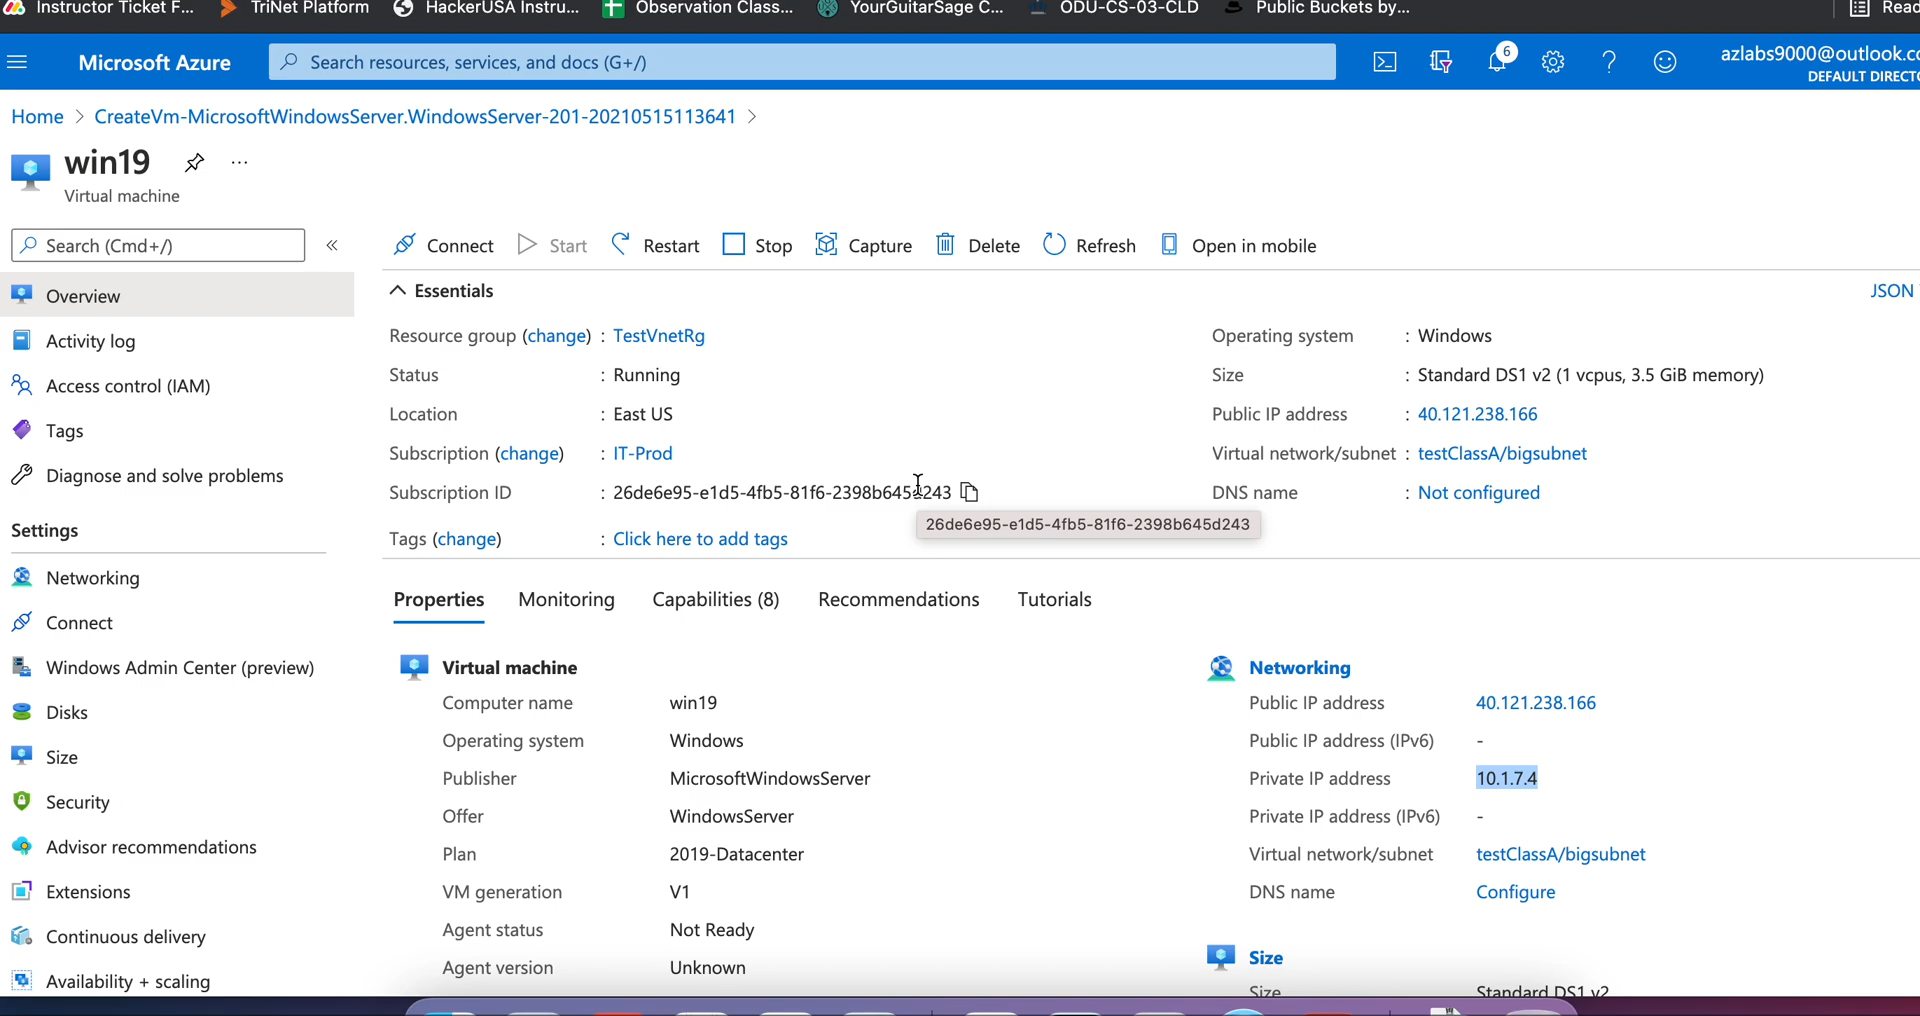 Instructor Ticket F... TriNet Platform HackerUSA Instru... Observation Class... YourGuitarSage C... ODU-CS-03-CLD Public Buckets by... Read
Microsoft Azure Search resources, services, and docs (G+/) 6 azlabs9000@outlook.co
DEFAULT DIRECTO
Home > CreateVm-MicrosoftWindowsServer.WindowsServer-201-20210515113641 >
win19 ...
Virtual machine
Search (Cmd+/) «
Overview
Activity log
Access control (IAM)
Tags
Diagnose and solve problems
Settings
Networking
Connect
Windows Admin Center (preview)
Disks
Size
Security
Advisor recommendations
Extensions
Continuous delivery
Availability + scaling
Connect Start Restart Stop Capture Delete Refresh Open in mobile
Essentials JSON
Resource group (change) : TestVnetRg
Status : Running
Location : East US
Subscription (change) : IT-Prod
Subscription ID : 26de6e95-e1d5-4fb5-81f6-2398b645d243
26de6e95-e1d5-4fb5-81f6-2398b645d243
Tags (change) : Click here to add tags
Operating system : Windows
Size : Standard DS1 v2 (1 vcpus, 3.5 GiB memory)
Public IP address : 40.121.238.166
Virtual network/subnet : testClassA/bigsubnet
DNS name : Not configured
Properties Monitoring Capabilities (8) Recommendations Tutorials
Virtual machine
Computer name win19
Operating system Windows
Publisher MicrosoftWindowsServer
Offer WindowsServer
Plan 2019-Datacenter
VM generation V1
Agent status Not Ready
Agent version Unknown
Networking
Public IP address 40.121.238.166
Public IP address (IPv6) -
Private IP address 10.1.7.4
Private IP address (IPv6) -
Virtual network/subnet testClassA/bigsubnet
DNS name Configure
Size
Size Standard DS1 v2